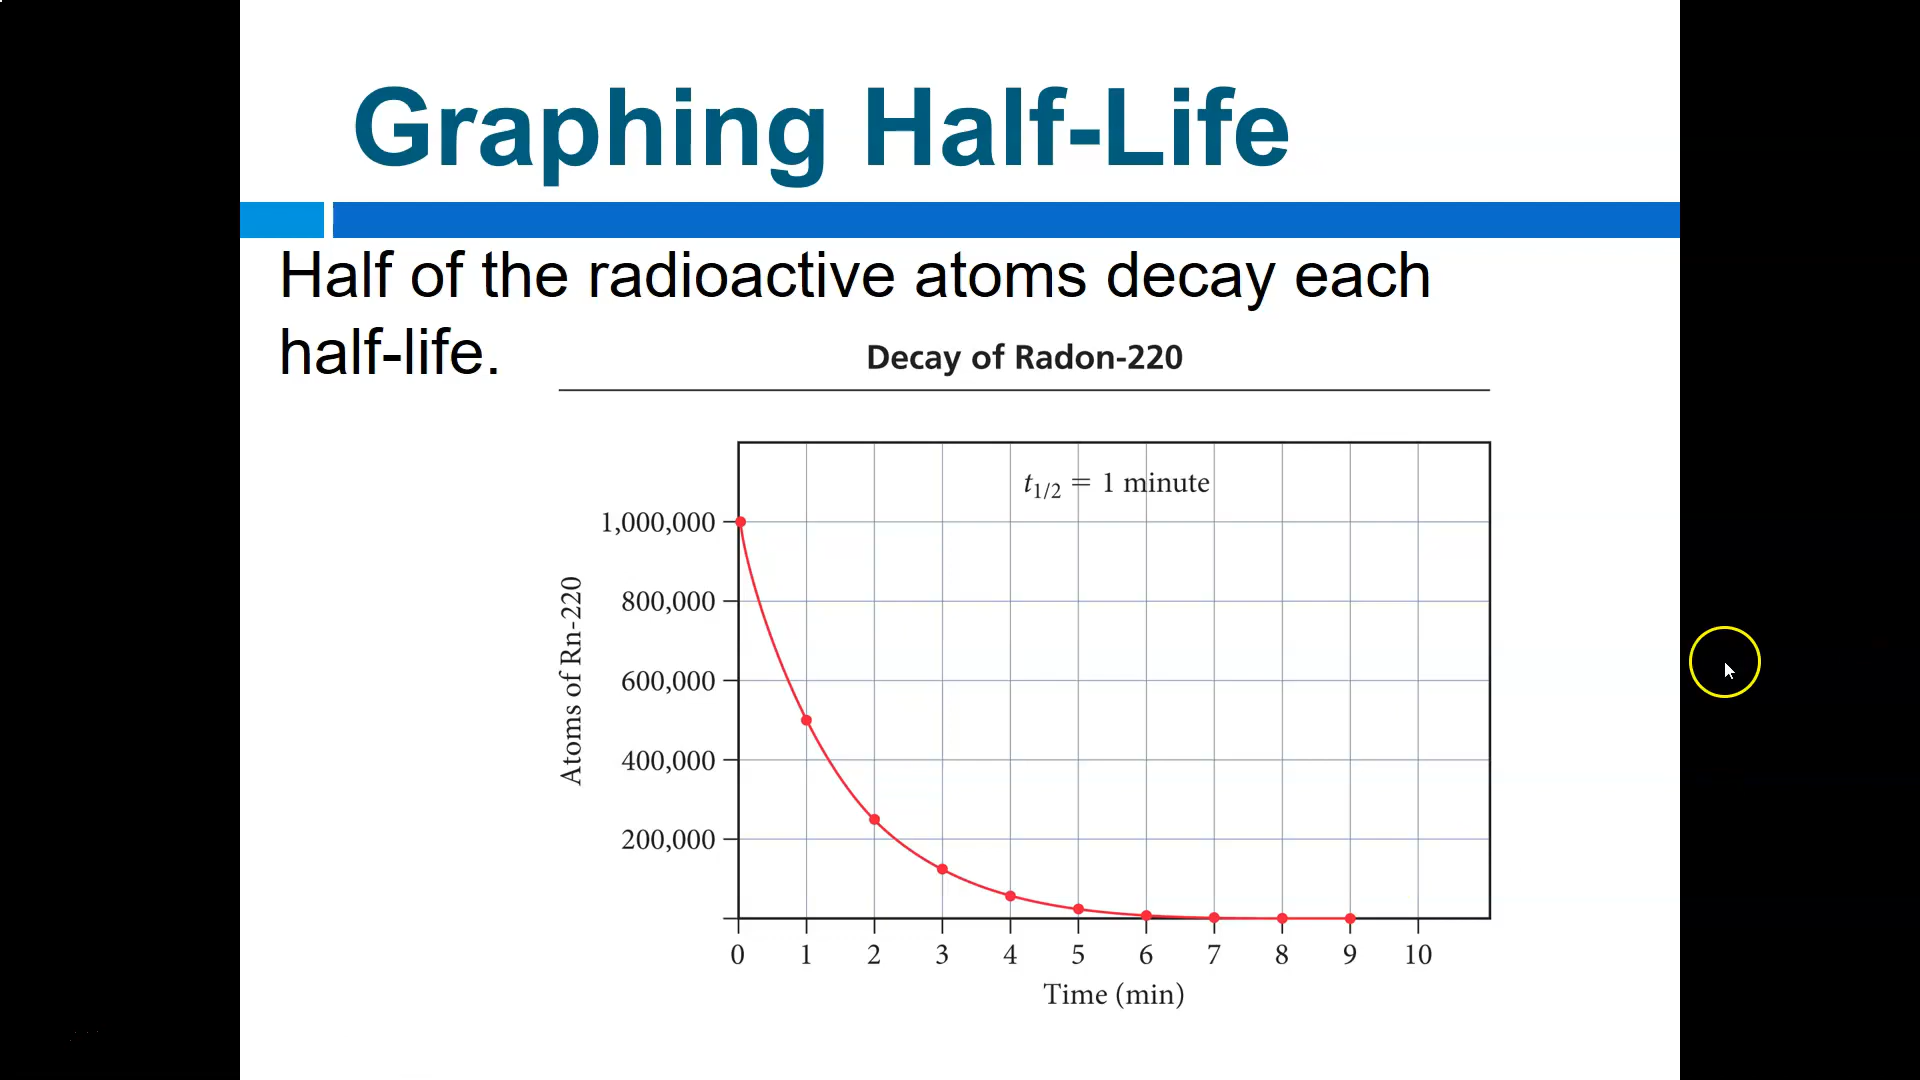 Graphing Half-Life
Half of the radioactive atoms decay each
half-life.
Decay of Radon-220
t1/2 = 1 minute
1,000,000
800,000
600,000
400,000
200,000
Atoms of Rn-220
0 1 2 3 4 5 6 7 8 9 10
Time (min)